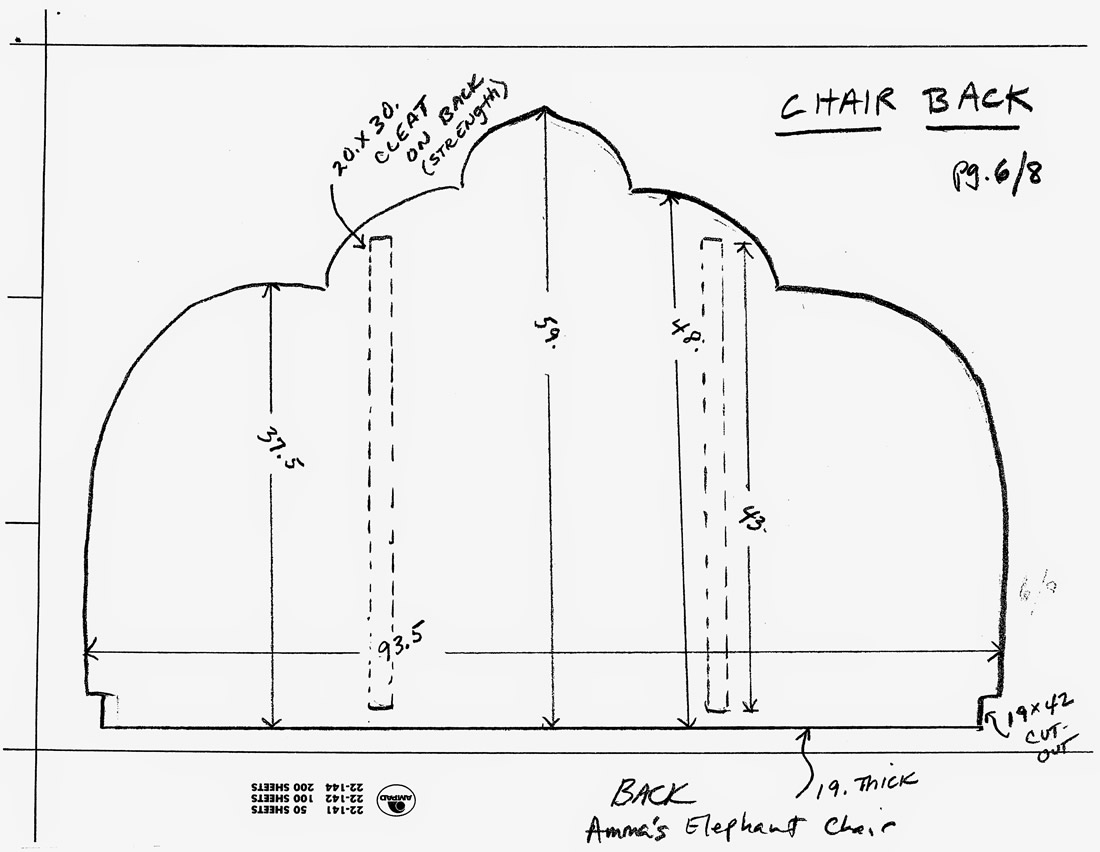 CHAIR BACK
pg. 6/8
20. X 30.
CLEAT
ON BACK
(STRENGTH)
59.
48.
37.5
43.
93.5
19 x 42
CUT-
OUT
19. THICK
BACK
Amma's Elephant Chair
22-141 50 SHEETS
22-142 100 SHEETS
22-144 200 SHEETS
AMPAD